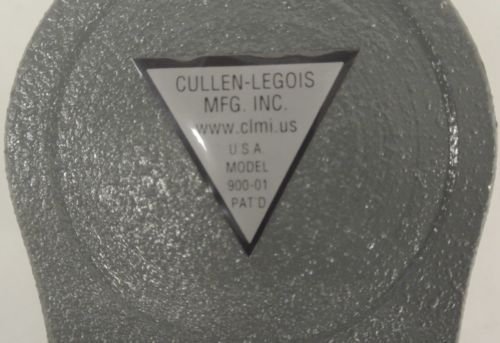 CULLEN-LEGOIS
MFG. INC.
www.clmi.us
U.S.A.
MODEL
900-01
PAT'D